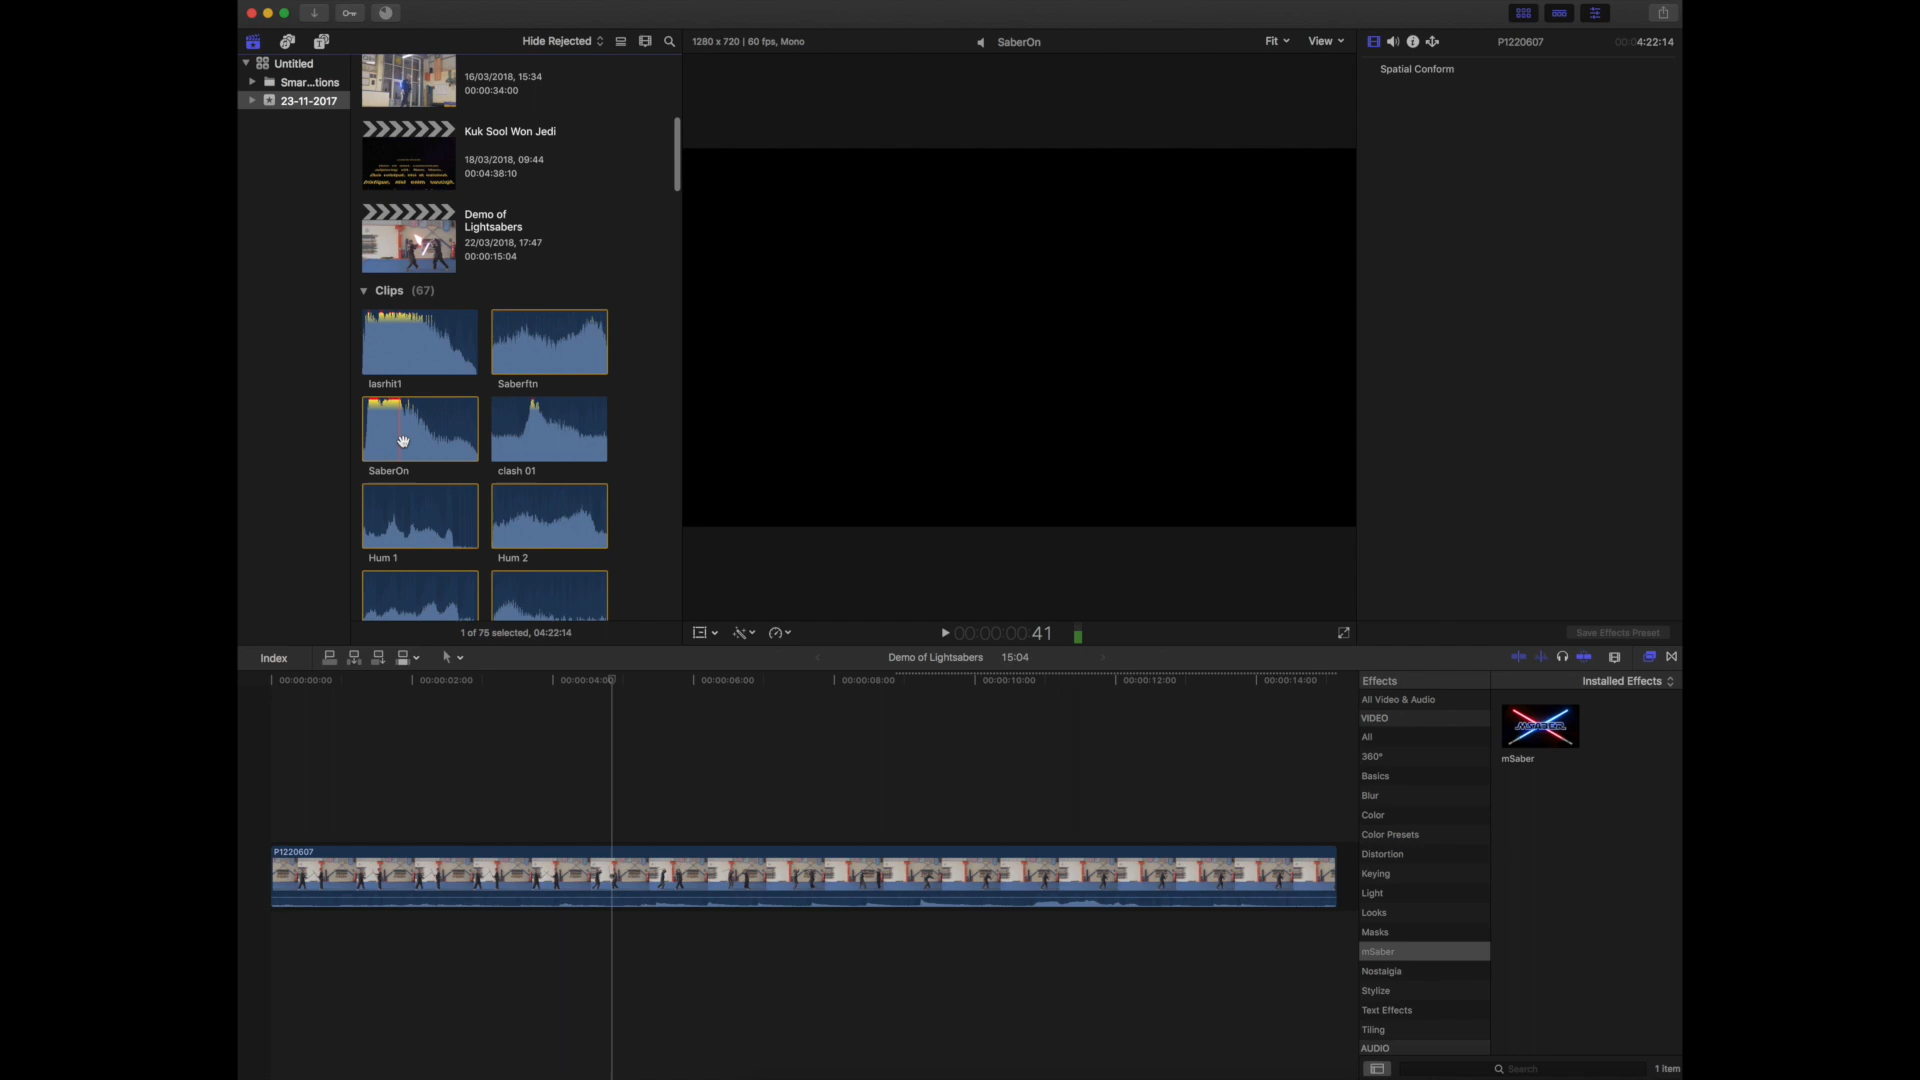 Hide Rejected
1280 x 720 | 60 fps, Mono
SaberOn
Fit
View
P1220607
00:04:22:14
Untitled
Smar...tions
23-11-2017
16/03/2018, 15:34
00:00:34:00
Kuk Sool Won Jedi
18/03/2018, 09:44
00:04:38:10
Demo of
Lightsabers
22/03/2018, 17:47
00:00:15:04
Clips (67)
lasrhit1
Saberftn
SaberOn
clash 01
Hum 1
Hum 2
1 of 75 selected, 04:22:14
Spatial Conform
00:00:00:41
Save Effects Preset
Index
Demo of Lightsabers 15:04
00:00:00:00
00:00:02:00
00:00:04:00
00:00:06:00
00:00:08:00
00:00:10:00
00:00:12:00
00:00:14:00
P1220607
Effects
Installed Effects
All Video & Audio
VIDEO
All
360°
Basics
Blur
Color
Color Presets
Distortion
Keying
Light
Looks
Masks
mSaber
Nostalgia
Stylize
Text Effects
Tiling
AUDIO
MSABER
mSaber
Search
1 item